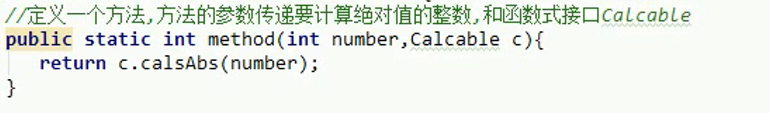 //定义一个方法,方法的参数传递要计算绝对值的整数,和函数式接口Calcable
public static int method(int number,Calcable c){
return c.calsAbs(number);
}